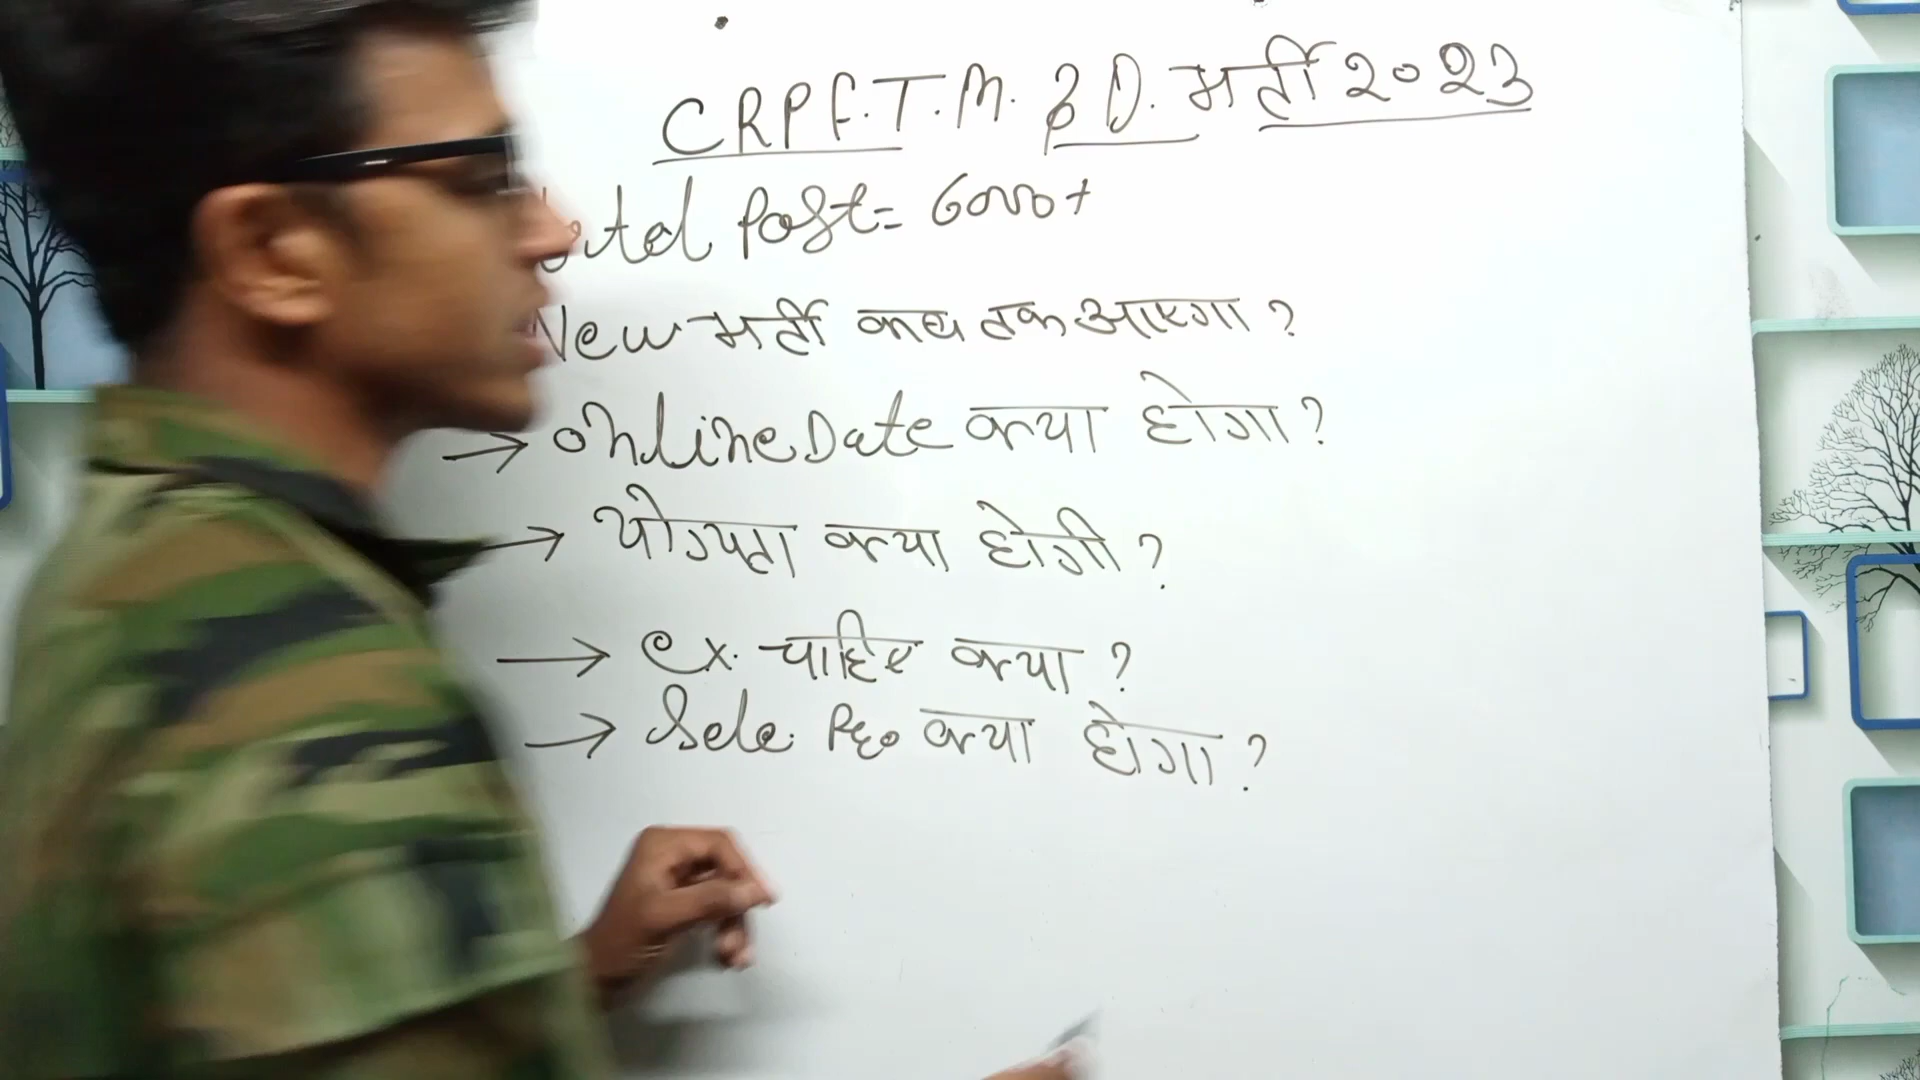 CRPF.T.M. & D. भर्ती 2023
otal Post = 6000+
New भर्ती कब तक आएगा ?
→ Online Date क्या होगा ?
→ योग्यता क्या होगी ?
→ ex. चाहिए क्या ?
→ Sele. Pro क्या होगा ?